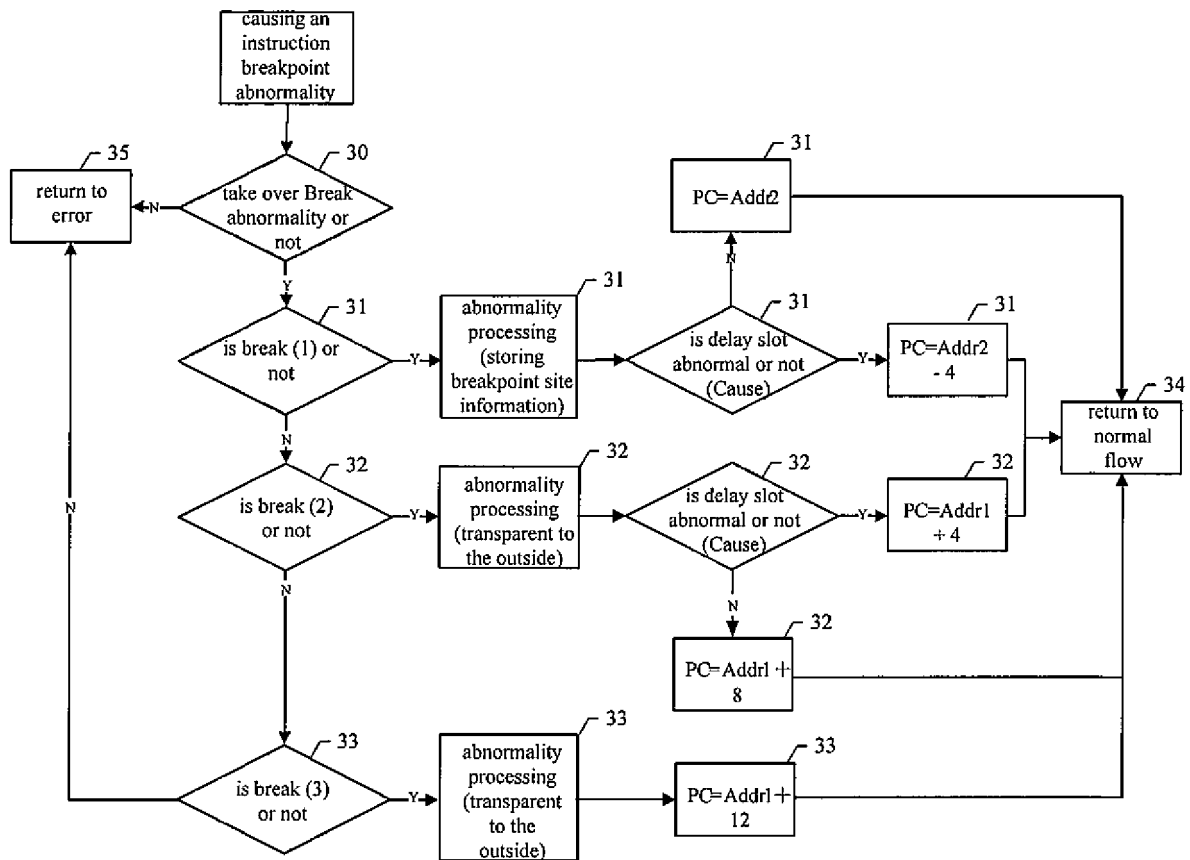 causing an
instruction
breakpoint
abnormality
35
return to
error
N
30
take over Break
abnormality or
not
Y
31
is break (1) or
not
Y
31
abnormality
processing
(storing
breakpoint site
information)
31
is delay slot
abnormal or not
(Cause)
N
31
PC=Addr2
Y
31
PC=Addr2
- 4
34
return to
normal
flow
N
N
32
is break (2)
or not
Y
32
abnormality
processing
(transparent to
the outside)
32
is delay slot
abnormal or not
(Cause)
Y
32
PC=Addr1
+ 4
N
32
PC=Addr1 +
8
N
33
is break (3)
or not
Y
33
abnormality
processing
(transparent
to the
outside)
33
PC=Addr1+
12